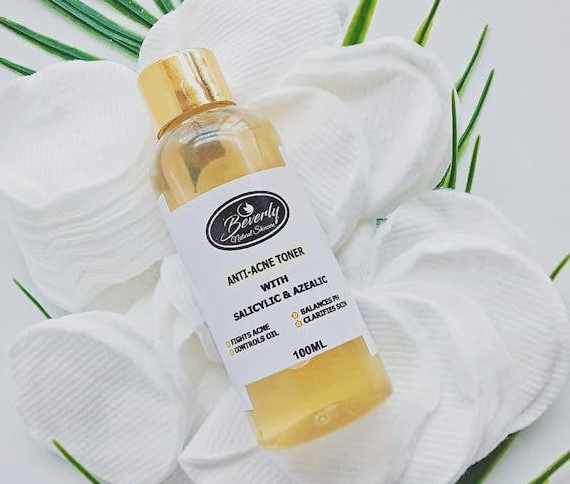 Beverly
Natural Skincare
ANTI-ACNE TONER
WITH
SALICYLIC & AZEALIC
FIGHTS ACNE
CONTROLS OIL
BALANCES PH
CLARIFIES SKIN
100ML